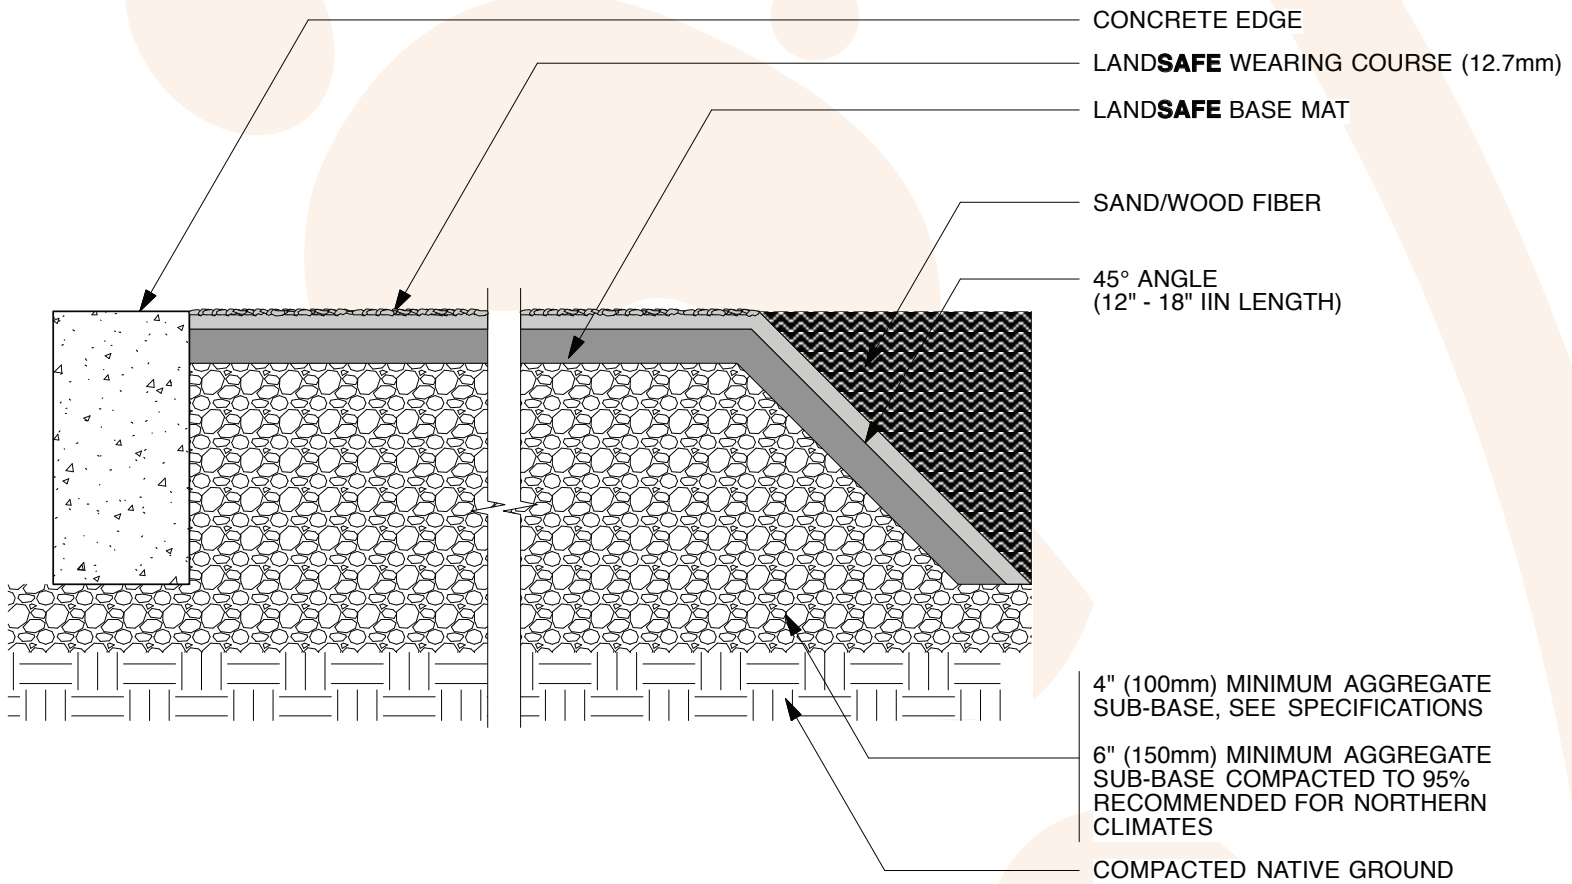 CONCRETE EDGE
LANDSAFE WEARING COURSE (12.7mm)
LANDSAFE BASE MAT
SAND/WOOD FIBER
45° ANGLE
(12" - 18" IIN LENGTH)
4" (100mm) MINIMUM AGGREGATE
SUB-BASE, SEE SPECIFICATIONS
6" (150mm) MINIMUM AGGREGATE
SUB-BASE COMPACTED TO 95%
RECOMMENDED FOR NORTHERN
CLIMATES
COMPACTED NATIVE GROUND